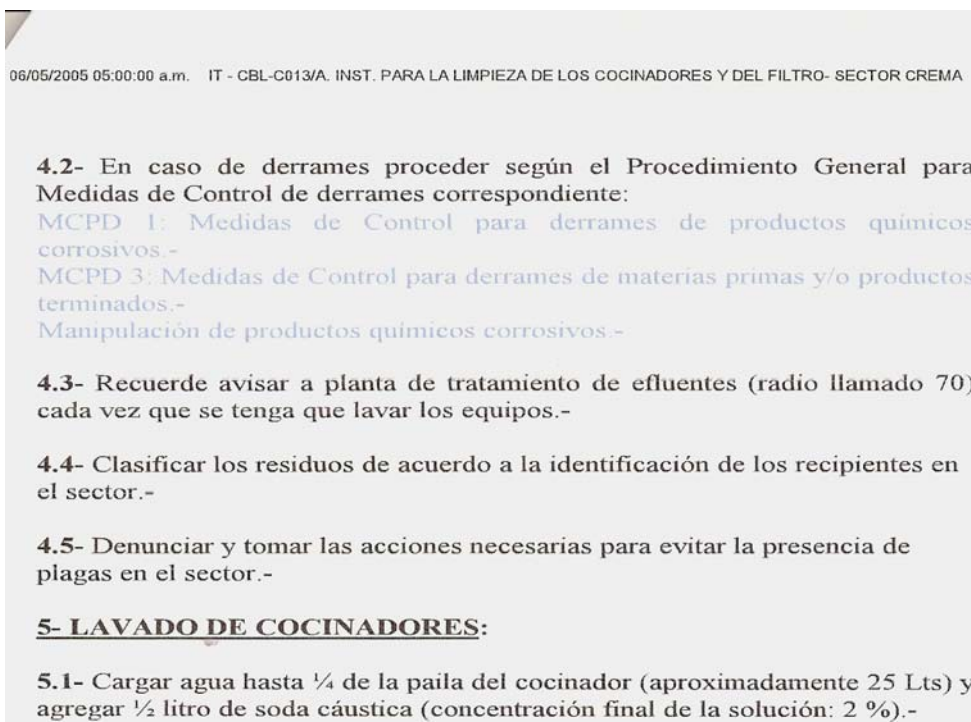 06/05/2005 05:00:00 a.m. IT - CBL-C013/A. INST. PARA LA LIMPIEZA DE LOS COCINADORES Y DEL FILTRO- SECTOR CREMA
4.2- En caso de derrames proceder según el Procedimiento General para
Medidas de Control de derrames correspondiente:
MCPD 1: Medidas de Control para derrames de productos químicos
corrosivos.-
MCPD 3: Medidas de Control para derrames de materias primas y/o productos
terminados.-
Manipulación de productos químicos corrosivos.-
4.3- Recuerde avisar a planta de tratamiento de efluentes (radio llamado 70)
cada vez que se tenga que lavar los equipos.-
4.4- Clasificar los residuos de acuerdo a la identificación de los recipientes en
el sector.-
4.5- Denunciar y tomar las acciones necesarias para evitar la presencia de
plagas en el sector.-
5- LAVADO DE COCINADORES:
5.1- Cargar agua hasta ¼ de la paila del cocinador (aproximadamente 25 Lts) y
agregar ½ litro de soda cáustica (concentración final de la solución: 2 %).-